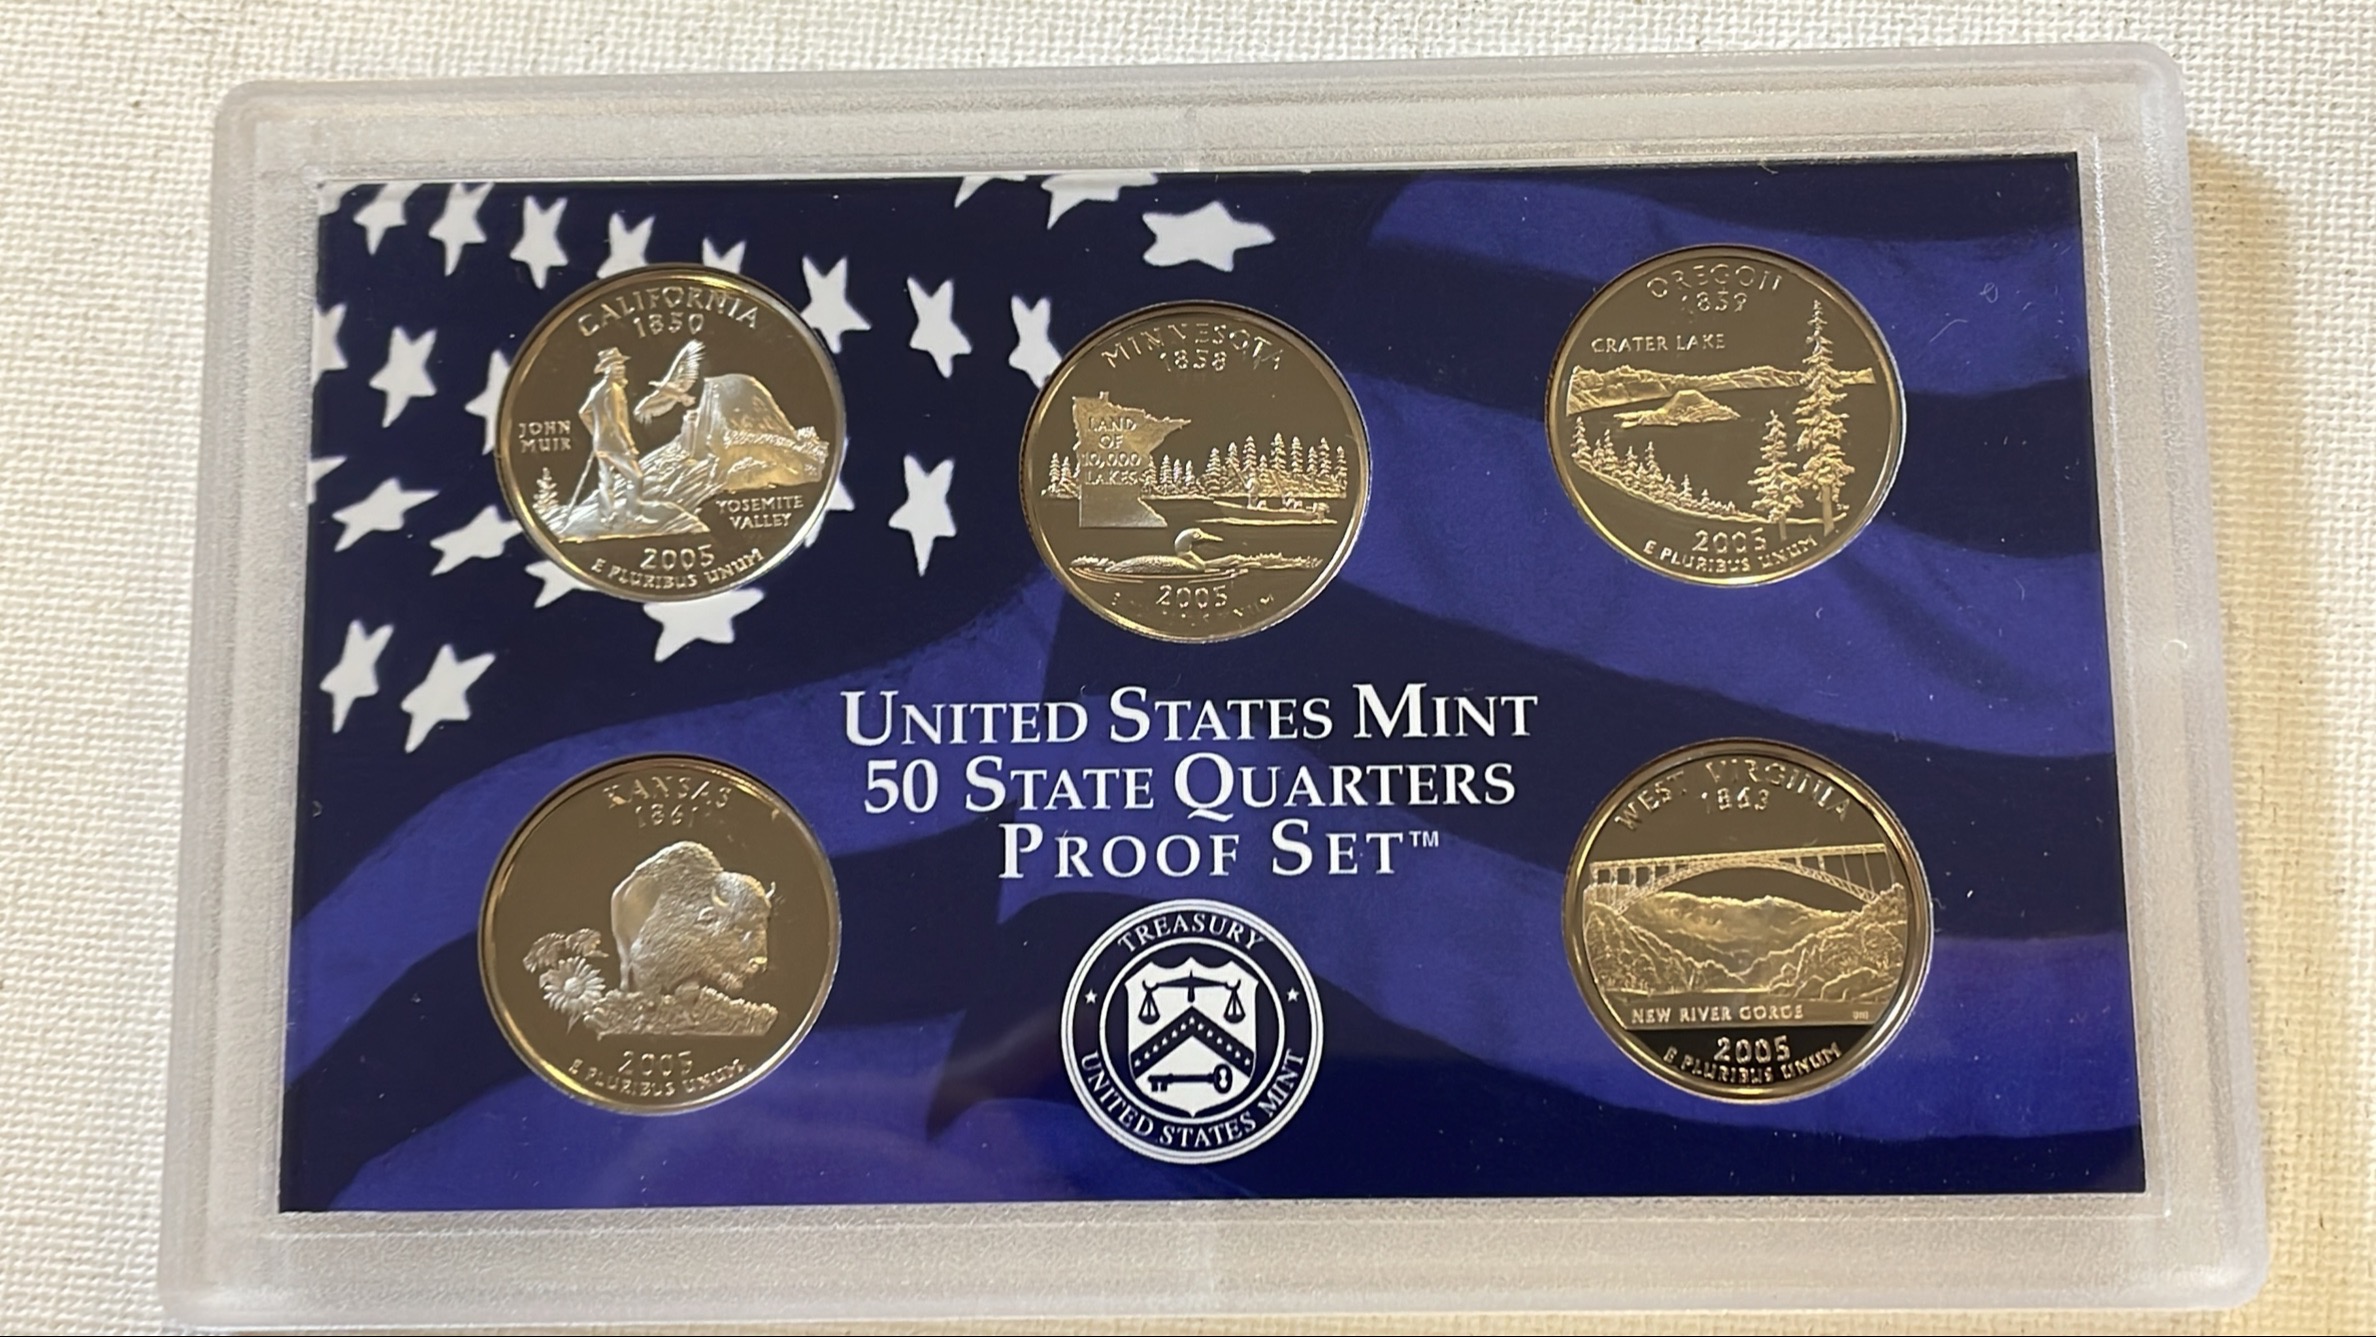 CALIFORNIA
1850
JOHN
MUIR
YOSEMITE
VALLEY
2005
E PLURIBUS UNUM
MINNESOTA
1858
LAND
OF
10,000
LAKES
2005
OREGON
1859
CRATER LAKE
2005
E PLURIBUS UNUM
UNITED STATES MINT
50 STATE QUARTERS
PROOF SET™
KANSAS
1861
2005
E PLURIBUS UNUM
TREASURY
UNITED STATES MINT
WEST VIRGINIA
1863
NEW RIVER GORGE
2005
E PLURIBUS UNUM